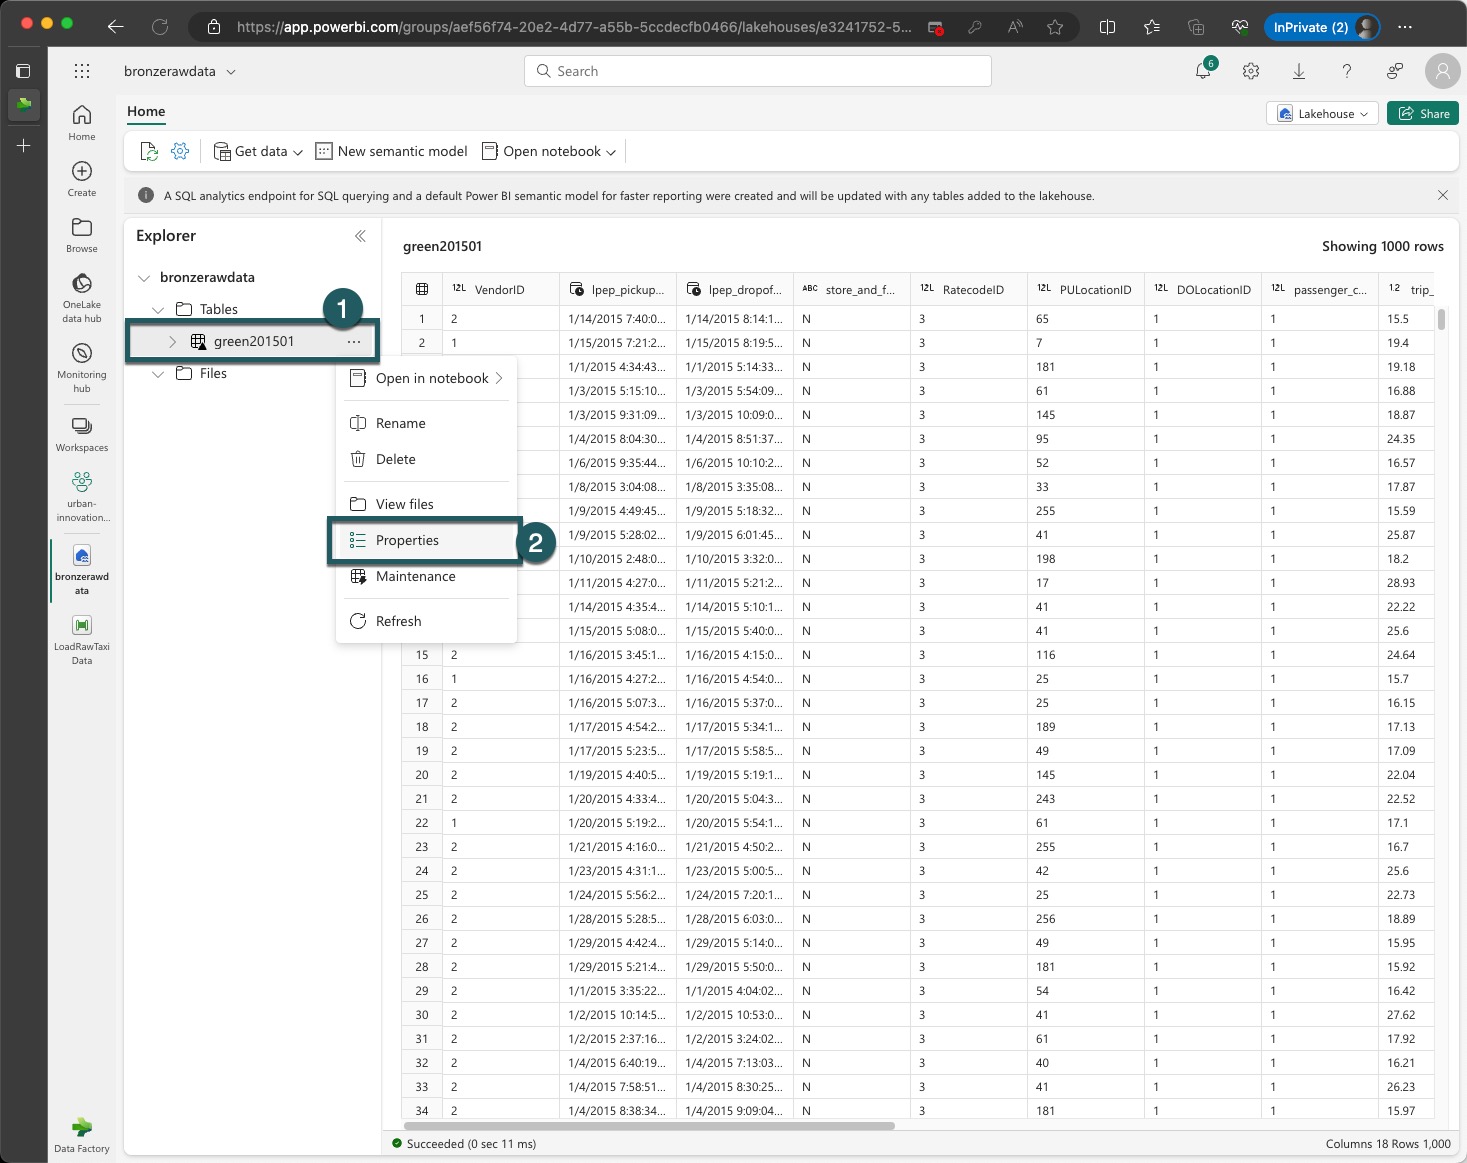 https://app.powerbi.com/groups/aef56f74-20e2-4d77-a55b-5ccdecfb0466/lakehouses/e3241752-5...
InPrivate (2)
bronzerawdata
Search
6
Home
Lakehouse
Share
Get data
New semantic model
Open notebook
A SQL analytics endpoint for SQL querying and a default Power BI semantic model for faster reporting were created and will be updated with any tables added to the lakehouse.
Home
Create
Browse
OneLake
data hub
Monitoring
hub
Workspaces
urban-
innovation...
bronzerawd
ata
LoadRawTaxi
Data
Data Factory
Explorer
bronzerawdata
Tables
1
green201501
Files
Open in notebook
Rename
Delete
View files
Properties
2
Maintenance
Refresh
green201501
Showing 1000 rows
12L VendorID lpep_pickup... lpep_dropof... ABC store_and_f... 12L RatecodeID 12L PULocationID 12L DOLocationID 12L passenger_c... 1.2 trip_
1 2 1/14/2015 7:40:0... 1/14/2015 8:14:1... N 3 65 1 1 15.5
2 1 1/15/2015 7:21:2... 1/15/2015 8:19:5... N 3 7 1 1 19.4
1/1/2015 4:34:43... 1/1/2015 5:14:33... N 3 181 1 1 19.18
1/3/2015 5:15:10... 1/3/2015 5:54:09... N 3 61 1 1 16.88
1/3/2015 9:31:09... 1/3/2015 10:09:0... N 3 145 1 1 18.87
1/4/2015 8:04:30... 1/4/2015 8:51:37... N 3 95 1 1 24.35
1/6/2015 9:35:44... 1/6/2015 10:10:2... N 3 52 1 1 16.57
1/8/2015 3:04:08... 1/8/2015 3:35:08... N 3 33 1 1 17.87
1/9/2015 4:49:45... 1/9/2015 5:18:32... N 3 255 1 1 15.59
1/9/2015 5:28:02... 1/9/2015 6:01:45... N 3 41 1 1 25.87
1/10/2015 2:48:0... 1/10/2015 3:32:0... N 3 198 1 1 18.2
1/11/2015 4:27:0... 1/11/2015 5:21:2... N 3 17 1 1 28.93
1/14/2015 4:35:4... 1/14/2015 5:10:1... N 3 41 1 1 22.22
1/15/2015 5:08:0... 1/15/2015 5:40:0... N 3 41 1 1 25.6
15 2 1/16/2015 3:45:1... 1/16/2015 4:15:0... N 3 116 1 1 24.64
16 1 1/16/2015 4:27:2... 1/16/2015 4:54:0... N 3 25 1 1 15.7
17 2 1/16/2015 5:07:3... 1/16/2015 5:37:0... N 3 25 1 1 16.15
18 2 1/17/2015 4:54:2... 1/17/2015 5:34:1... N 3 189 1 1 17.13
19 2 1/17/2015 5:23:5... 1/17/2015 5:58:5... N 3 49 1 1 17.09
20 2 1/19/2015 4:40:5... 1/19/2015 5:19:1... N 3 145 1 1 22.04
21 2 1/20/2015 4:33:4... 1/20/2015 5:04:3... N 3 243 1 1 22.52
22 1 1/20/2015 5:19:2... 1/20/2015 5:54:1... N 3 61 1 1 17.1
23 2 1/21/2015 4:16:0... 1/21/2015 4:50:2... N 3 255 1 1 16.7
24 2 1/23/2015 4:31:1... 1/23/2015 5:00:5... N 3 42 1 1 25.6
25 2 1/24/2015 5:56:2... 1/24/2015 7:20:1... N 3 25 1 1 22.73
26 2 1/28/2015 5:28:5... 1/28/2015 6:03:0... N 3 256 1 1 18.89
27 2 1/29/2015 4:42:4... 1/29/2015 5:14:0... N 3 49 1 1 15.95
28 2 1/29/2015 5:21:4... 1/29/2015 5:50:0... N 3 181 1 1 15.92
29 2 1/1/2015 3:35:22... 1/1/2015 4:04:02... N 3 54 1 1 16.42
30 2 1/2/2015 10:14:5... 1/2/2015 10:53:0... N 3 41 1 1 27.62
31 2 1/2/2015 2:37:16... 1/2/2015 3:24:02... N 3 61 1 1 17.92
32 2 1/4/2015 6:40:19... 1/4/2015 7:13:03... N 3 40 1 1 16.21
33 2 1/4/2015 7:58:51... 1/4/2015 8:30:25... N 3 41 1 1 26.23
34 2 1/4/2015 8:38:34... 1/4/2015 9:09:04... N 3 181 1 1 15.97
Succeeded (0 sec 11 ms)
Columns 18 Rows 1,000